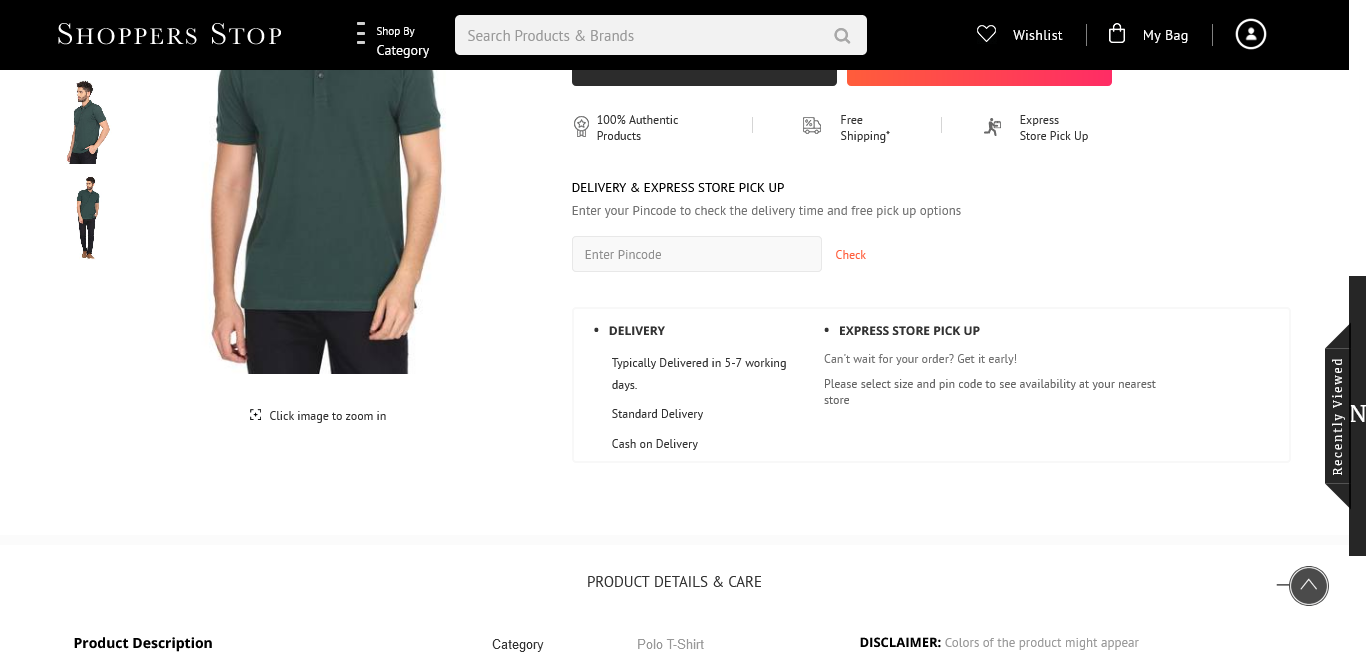 SHOPPERS STOP
Shop By
Category
Search Products & Brands
Wishlist
My Bag
100% Authentic
Products
Free
Shipping*
Express
Store Pick Up
DELIVERY & EXPRESS STORE PICK UP
Enter your Pincode to check the delivery time and free pick up options
Enter Pincode
Check
• DELIVERY
Typically Delivered in 5-7 working
days.
Standard Delivery
Cash on Delivery
• EXPRESS STORE PICK UP
Can't wait for your order? Get it early!
Please select size and pin code to see availability at your nearest
store
Click image to zoom in
Recently Viewed
N
PRODUCT DETAILS & CARE
Product Description
Category
Polo T-Shirt
DISCLAIMER: Colors of the product might appear